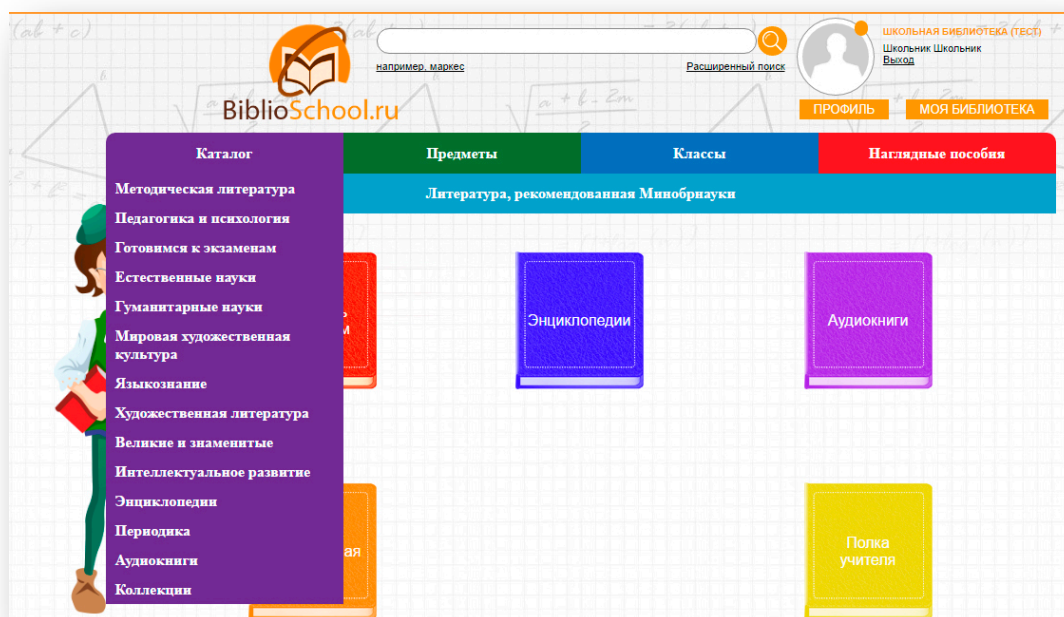 BiblioSchool.ru
например, маркес
Расширенный поиск
ШКОЛЬНАЯ БИБЛИОТЕКА (ТЕСТ)
Школьник Школьник
Выход
ПРОФИЛЬ
МОЯ БИБЛИОТЕКА
Каталог
Предметы
Классы
Наглядные пособия
Литература, рекомендованная Минобрнауки
Методическая литература
Педагогика и психология
Готовимся к экзаменам
Естественные науки
Гуманитарные науки
Мировая художественная
культура
Языкознание
Художественная литература
Великие и знаменитые
Интеллектуальное развитие
Энциклопедии
Периодика
Аудиокниги
Коллекции
Энциклопедии
Аудиокниги
ая
Полка
учителя